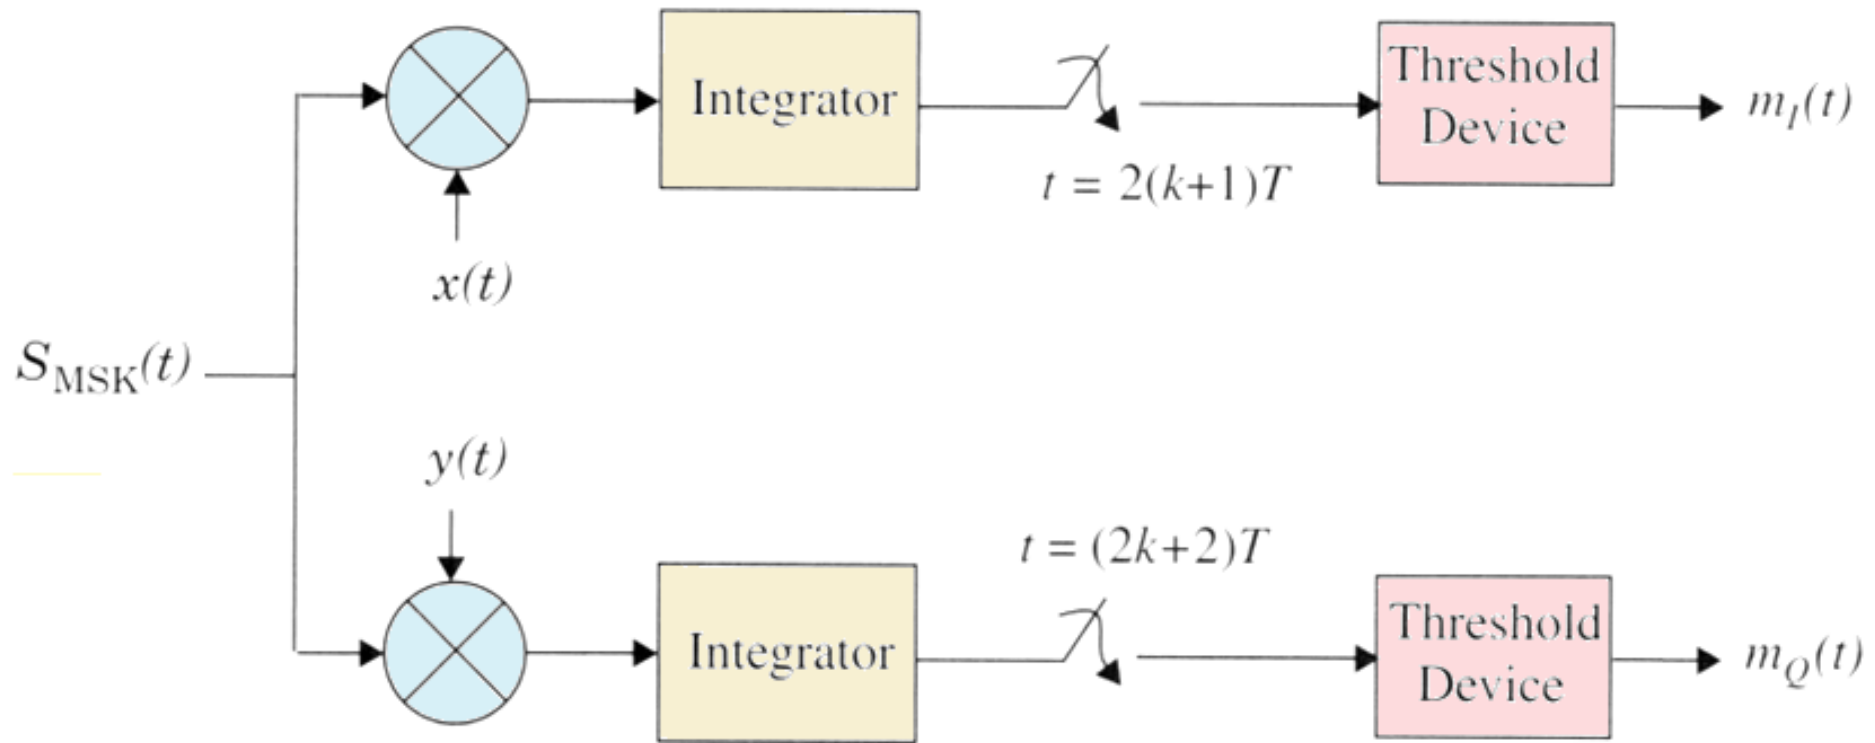 Integrator
Threshold
Device
m_I(t)
t = 2(k+1)T
x(t)
S_MSK(t)
y(t)
t = (2k+2)T
Integrator
Threshold
Device
m_Q(t)